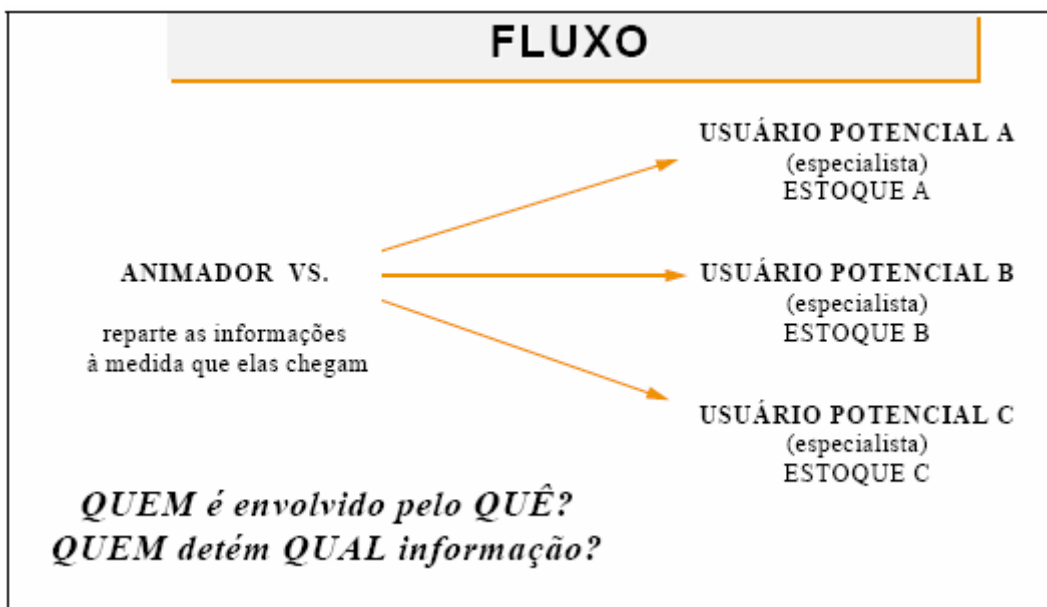 FLUXO
USUÁRIO POTENCIAL A
(especialista)
ESTOQUE A
ANIMADOR VS.
reparte as informações
à medida que elas chegam
USUÁRIO POTENCIAL B
(especialista)
ESTOQUE B
USUÁRIO POTENCIAL C
(especialista)
ESTOQUE C
QUEM é envolvido pelo QUÊ?
QUEM detém QUAL informação?